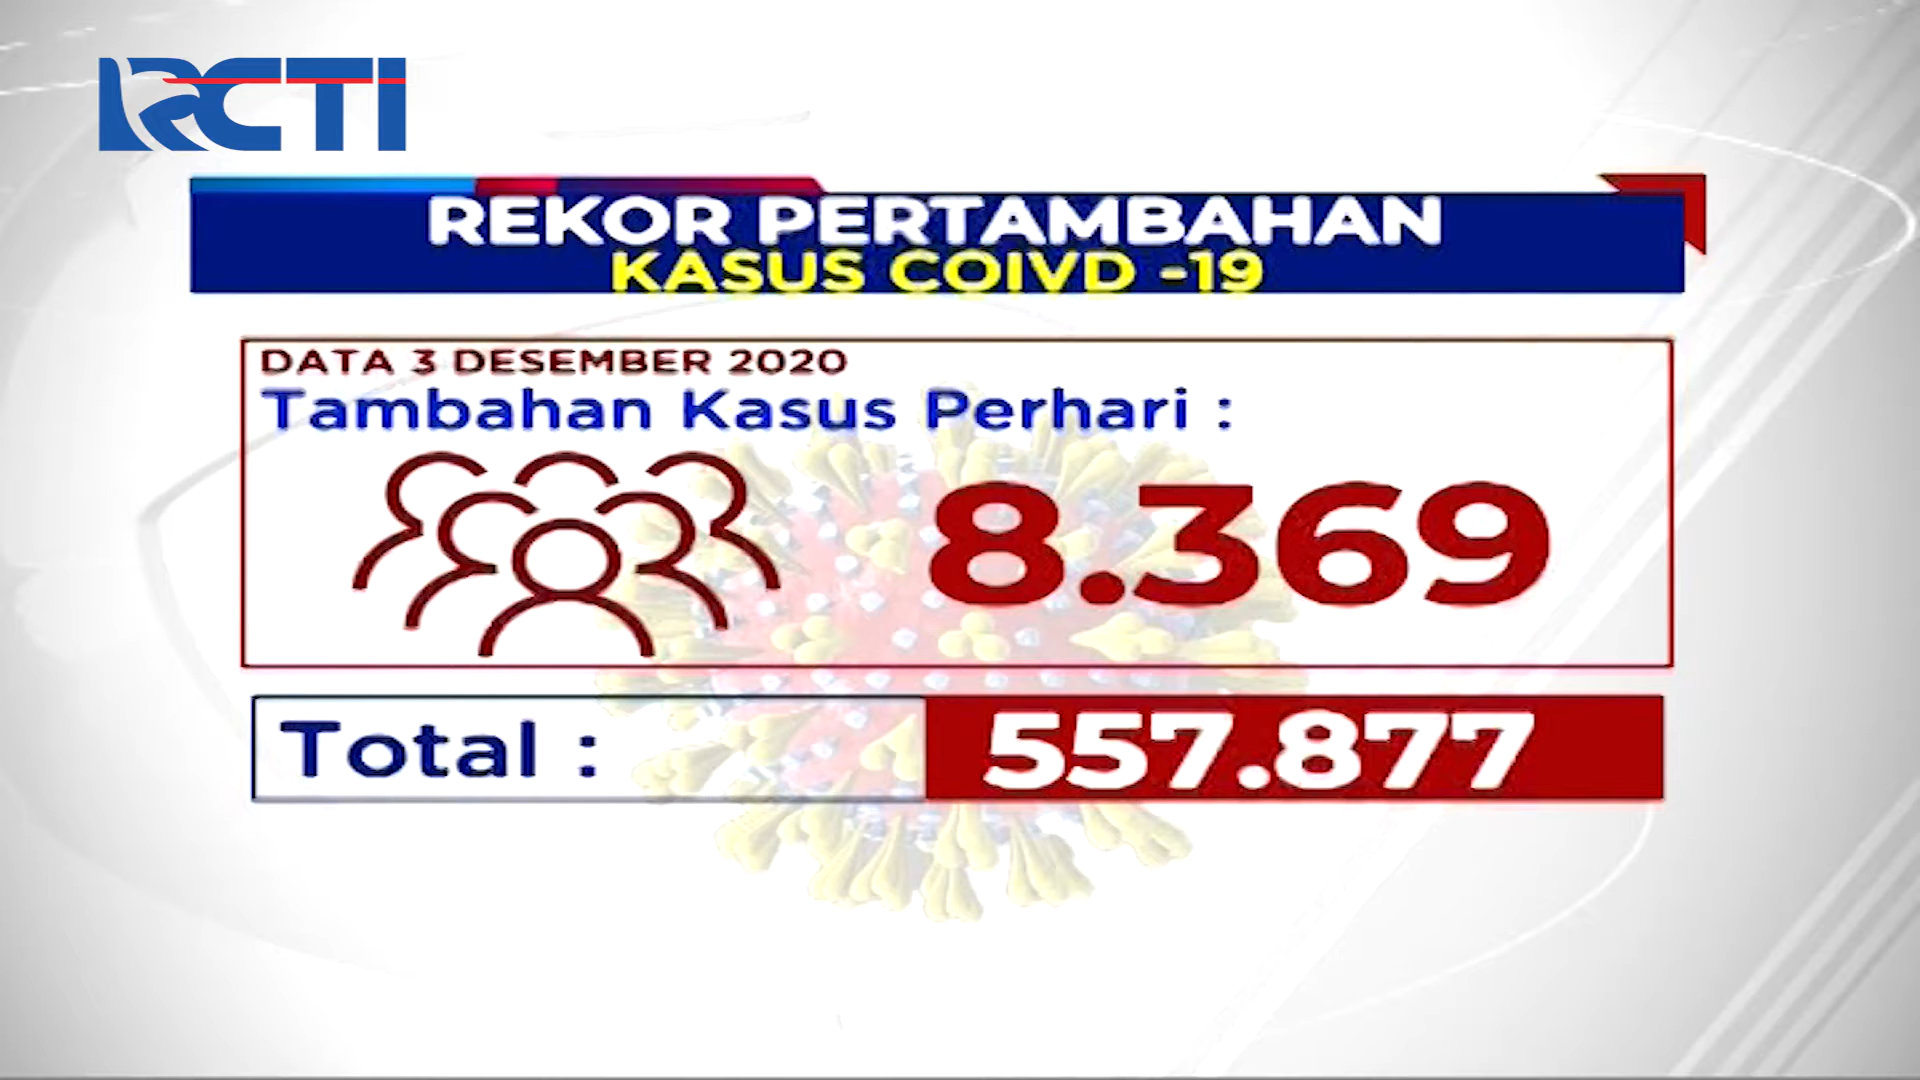 RCTI
REKOR PERTAMBAHAN
KASUS COIVD -19
DATA 3 DESEMBER 2020
Tambahan Kasus Perhari :
8.369
Total :
557.877